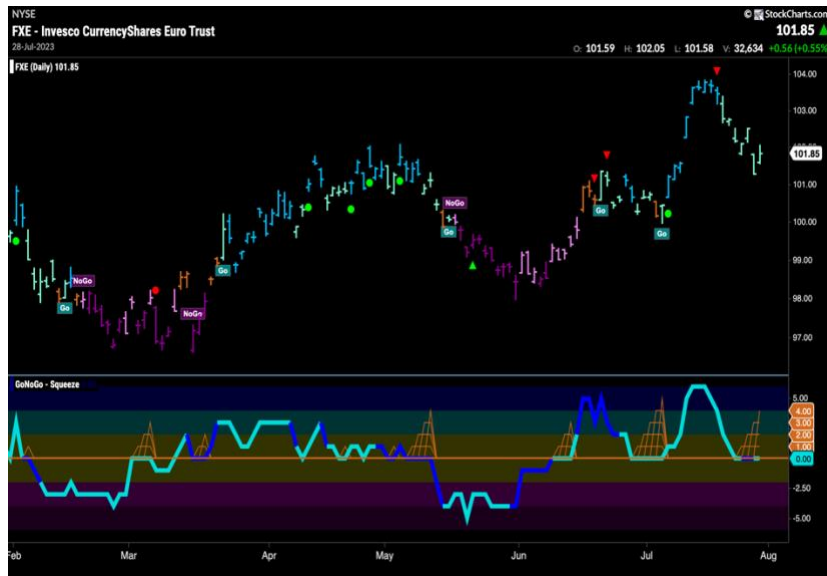 NYSE
© StockCharts.com
FXE - Invesco CurrencyShares Euro Trust
101.85
28-Jul-2023
O: 101.59 H: 102.05 L: 101.58 V: 32,634 +0.56 (+0.55%
FXE (Daily) 101.85
104.00
103.00
101.85
101.00
100.00
99.00
98.00
97.00
NoGo
Go
NoGo
Go
NoGo
Go
Go
Go
GoNoGo - Squeeze
5.00
4.00
3.00
2.00
1.00
0.00
-2.50
-5.00
Feb
Mar
Apr
May
Jun
Jul
Aug